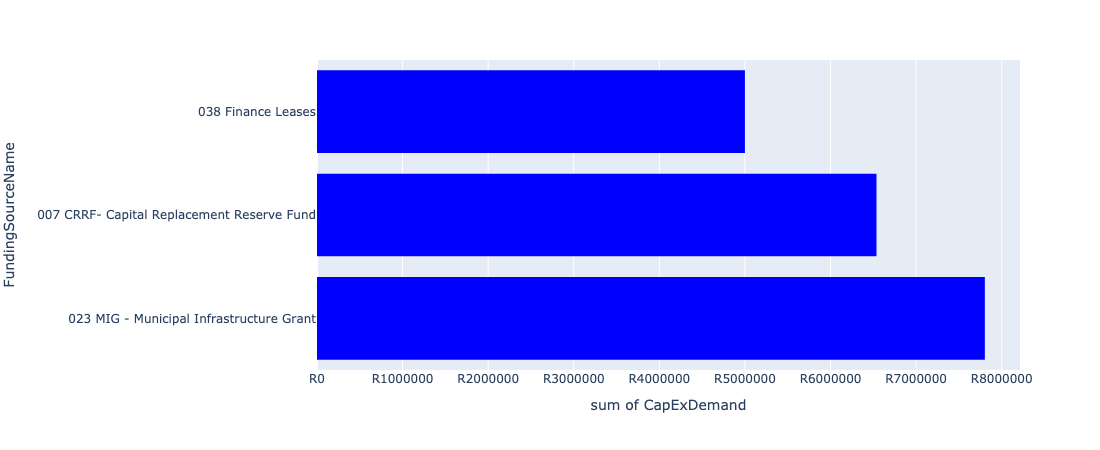 FundingSourceName
038 Finance Leases
007 CRRF- Capital Replacement Reserve Fund
023 MIG - Municipal Infrastructure Grant
R0 R1000000 R2000000 R3000000 R4000000 R5000000 R6000000 R7000000 R8000000
sum of CapExDemand